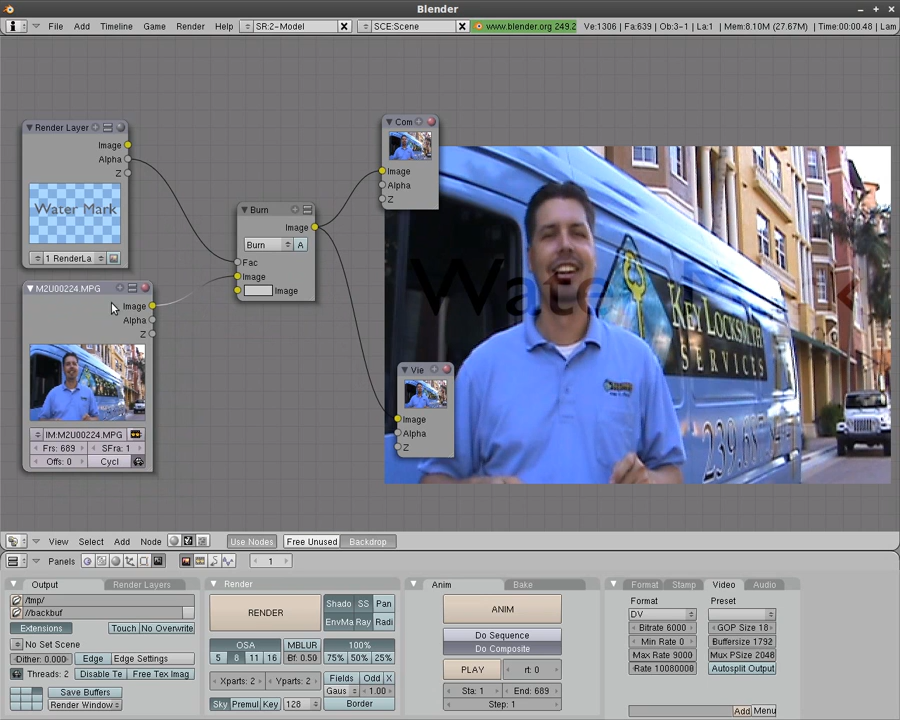 Blender
File Add Timeline Game Render Help SR:2-Model SCE:Scene www.blender.org 249.2 Ve:1306 | Fa:639 | Ob:3-1 | La:1 | Mem:8.10M (27.67M) | Time:00:00.48 | Lam
Render Layer
Image
Alpha
Z
Water Mark
1 RenderLa
M2U00224.MPG
Image
Alpha
Z
IM:M2U00224.MPG
Frs: 689 SFra: 1
Offs: 0 Cycl
Burn
Image
Burn A
Fac
Image
Image
Com
Image
Alpha
Z
Vie
Image
Alpha
Z
KEY LOCKSMITH
SERVICES
View Select Add Node Use Nodes Free Unused Backdrop
Panels 1
Output Render Layers
/tmp/
//backbuf
Extensions Touch No Overwrite
No Set Scene
Dither: 0.000 Edge Edge Settings
Threads: 2 Disable Te Free Tex Imag
Save Buffers
Render Window
Render
RENDER
Shado SS Pan
EnvMa Ray Radi
OSA MBLUR 100%
5 8 11 16 Bf: 0.50 75% 50% 25%
Xparts: 2 Yparts: 2 Fields Odd X
Gaus 1.00
Sky Premul Key 128 Border
Anim Bake
ANIM
Do Sequence
Do Composite
PLAY rt: 0
Sta: 1 End: 689
Step: 1
Format Stamp Video Audio
Format Preset
DV
Bitrate 6000 GOP Size 18
Min Rate 0 Buffersize 1792
Max Rate 9000 Mux PSize 2048
Rate 10080000 Autosplit Output
Add Menu